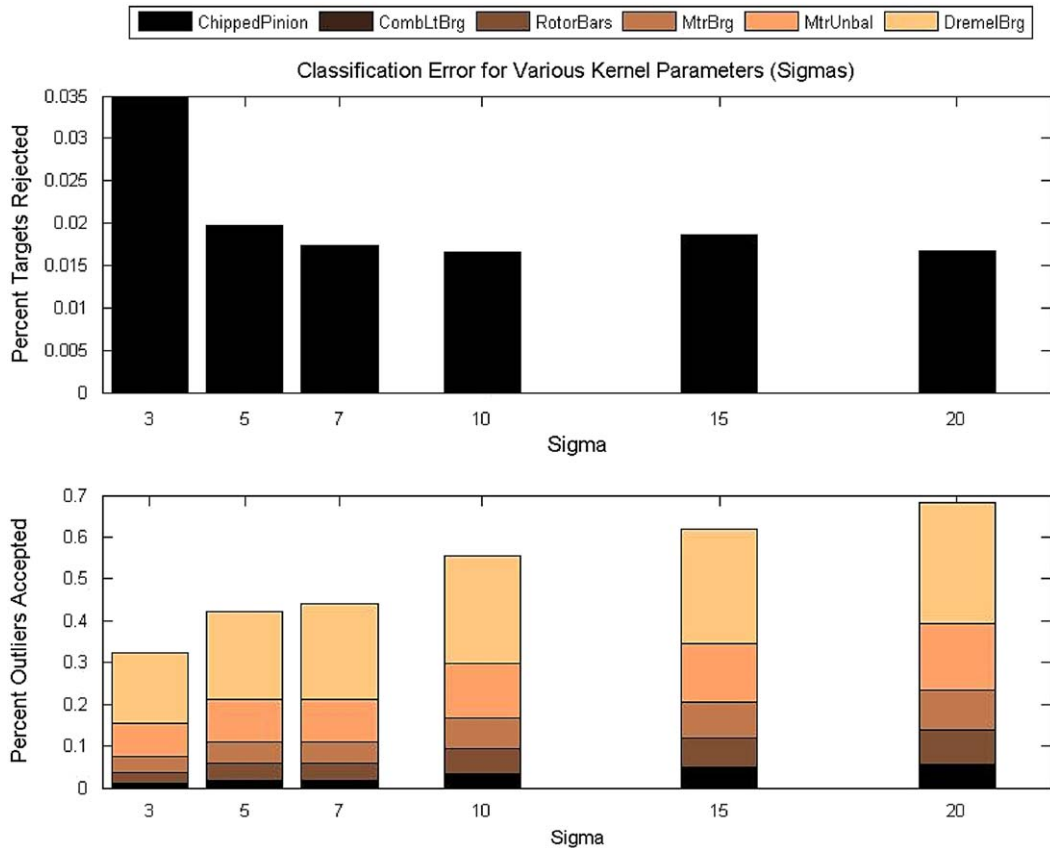 ChippedPinion CombLtBrg RotorBars MtrBrg MtrUnbal DremelBrg
Classification Error for Various Kernel Parameters (Sigmas)
Percent Targets Rejected
0.035
0.03
0.025
0.02
0.015
0.01
0.005
0
3 5 7 10 15 20
Sigma
Percent Outliers Accepted
0.7
0.6
0.5
0.4
0.3
0.2
0.1
0
3 5 7 10 15 20
Sigma